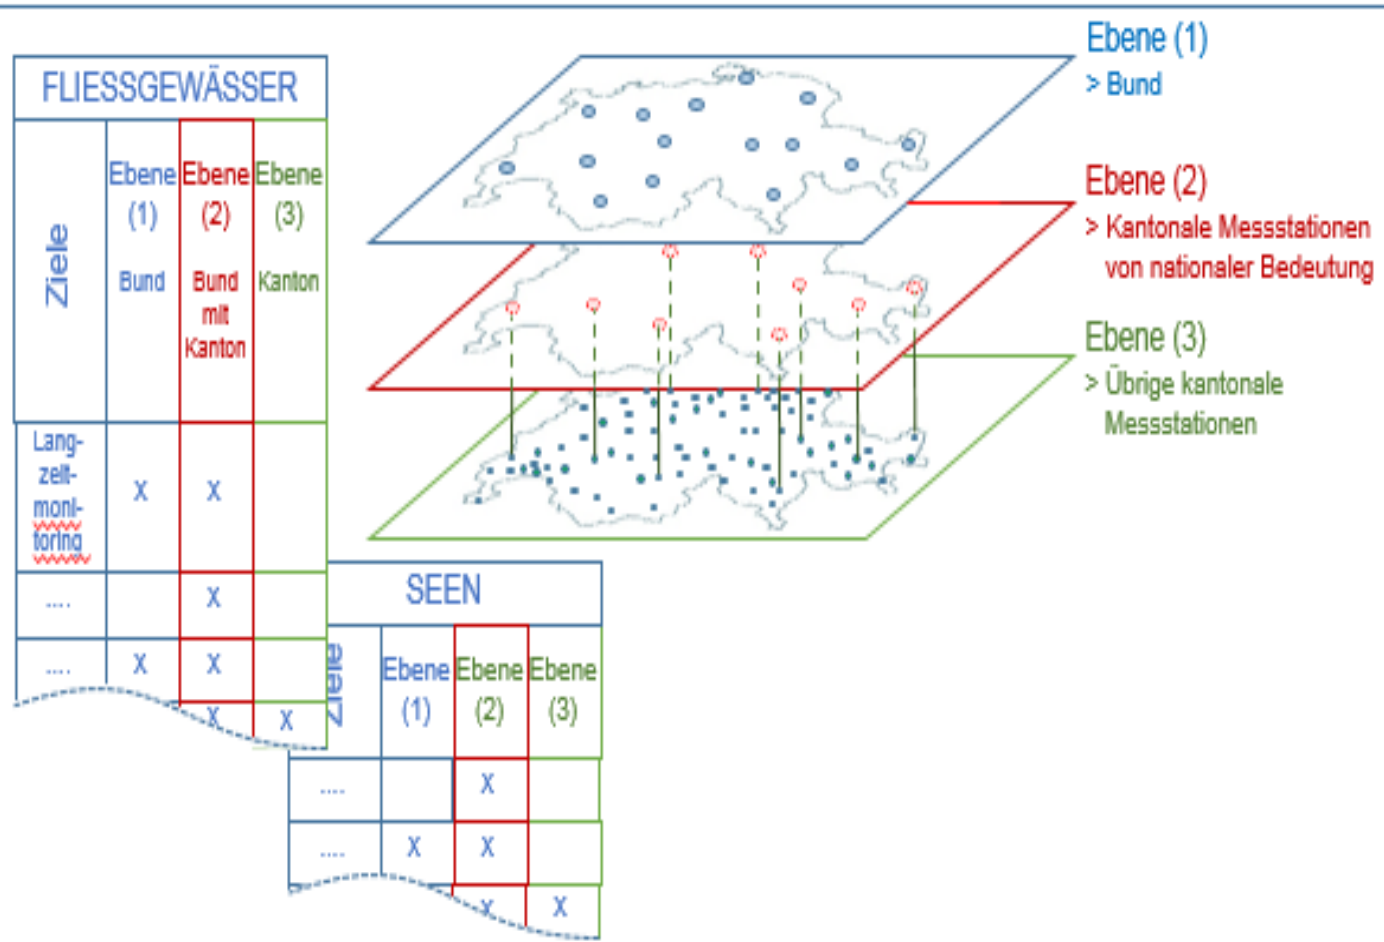 FLIESSGEWÄSSER
Ziele
Ebene
(1)
Bund
Ebene
(2)
Bund
mit
Kanton
Ebene
(3)
Kanton
Lang-
zeit-
moni-
toring
X
X
....
X
....
X
X
X
X
SEEN
Ziele
Ebene
(1)
Ebene
(2)
Ebene
(3)
....
X
....
X
X
X
X
Ebene (1)
> Bund
Ebene (2)
> Kantonale Messstationen
von nationaler Bedeutung
Ebene (3)
> Übrige kantonale
Messstationen